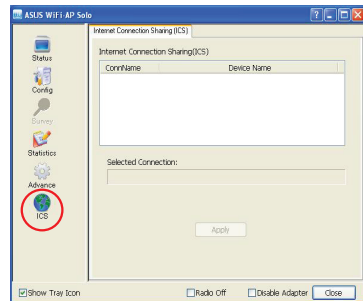 ASUS WiFi-AP Solo
Internet Connection Sharing (ICS)
Status
Internet Connection Sharing(ICS)
ConnName Device Name
Config
Survey
Statistics
Selected Connection:
Advance
ICS
Apply
Show Tray Icon Radio Off Disable Adapter Close